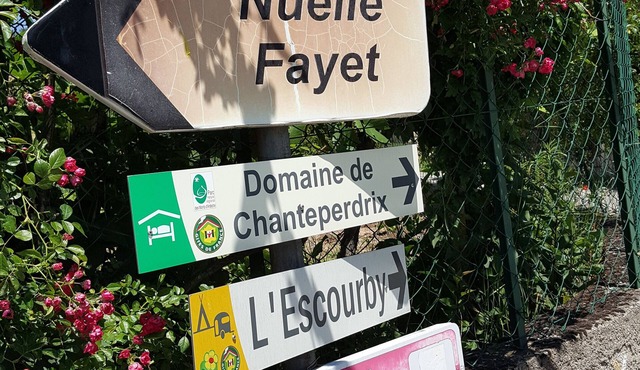 Nuelle
Fayet
Domaine de
Chanteperdrix
L'Escourby